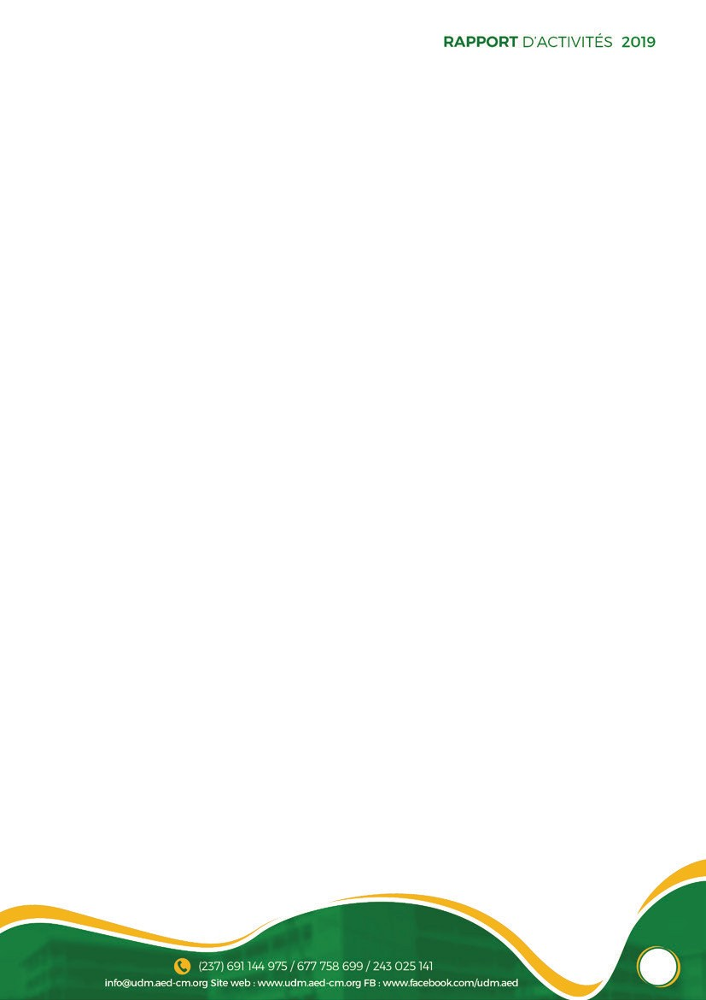 RAPPORT D'ACTIVITÉS 2019
(237) 691 144 975 / 677 758 699 / 243 025 141
info@udm.aed-cm.org Site web : www.udm.aed-cm.org FB : www.facebook.com/udm.aed